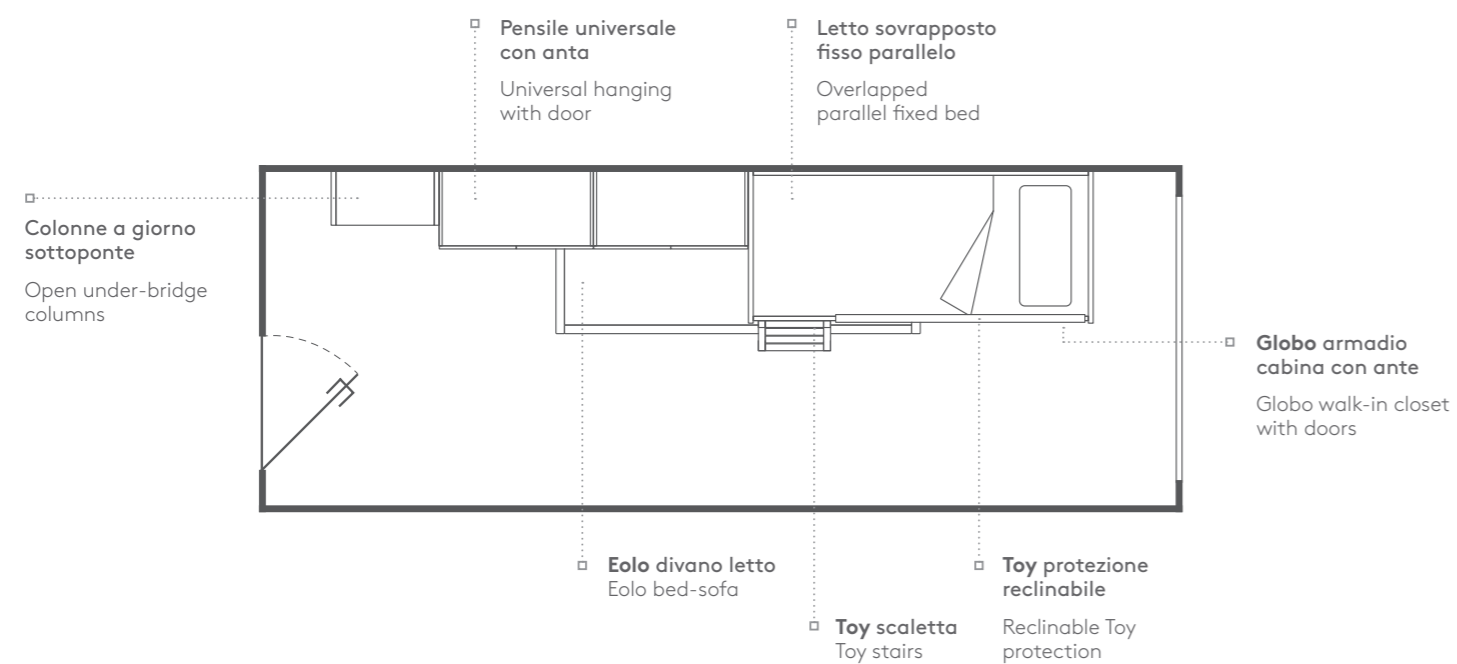 Pensile universale
con anta
Universal hanging
with door
Letto sovrapposto
fisso parallelo
Overlapped
parallel fixed bed
Colonne a giorno
sottoponte
Open under-bridge
columns
Globo armadio
cabina con ante
Globo walk-in closet
with doors
Eolo divano letto
Eolo bed-sofa
Toy scaletta
Toy stairs
Toy protezione
reclinabile
Reclinable Toy
protection